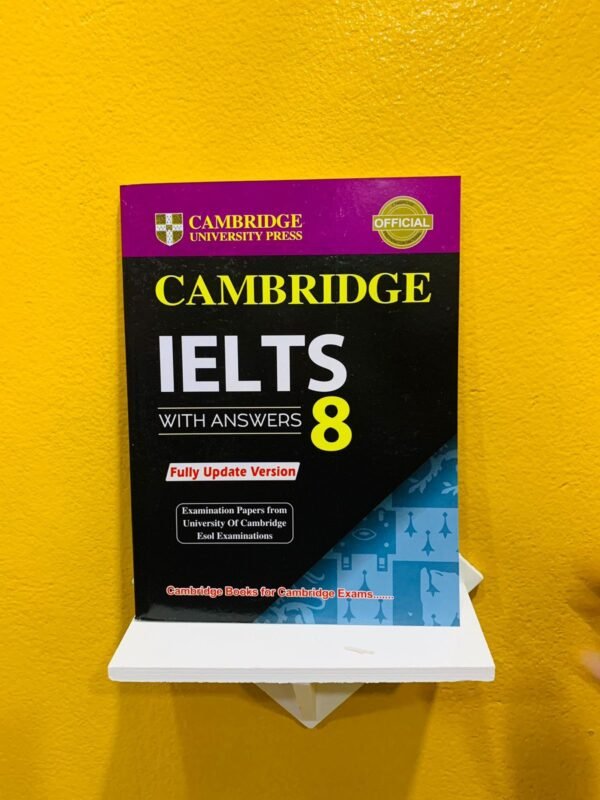 CAMBRIDGE
UNIVERSITY PRESS
OFFICIAL
CAMBRIDGE
IELTS
WITH ANSWERS
8
Fully Update Version
Examination Papers from
University Of Cambridge
Esol Examinations
Cambridge Books for Cambridge Exams.......